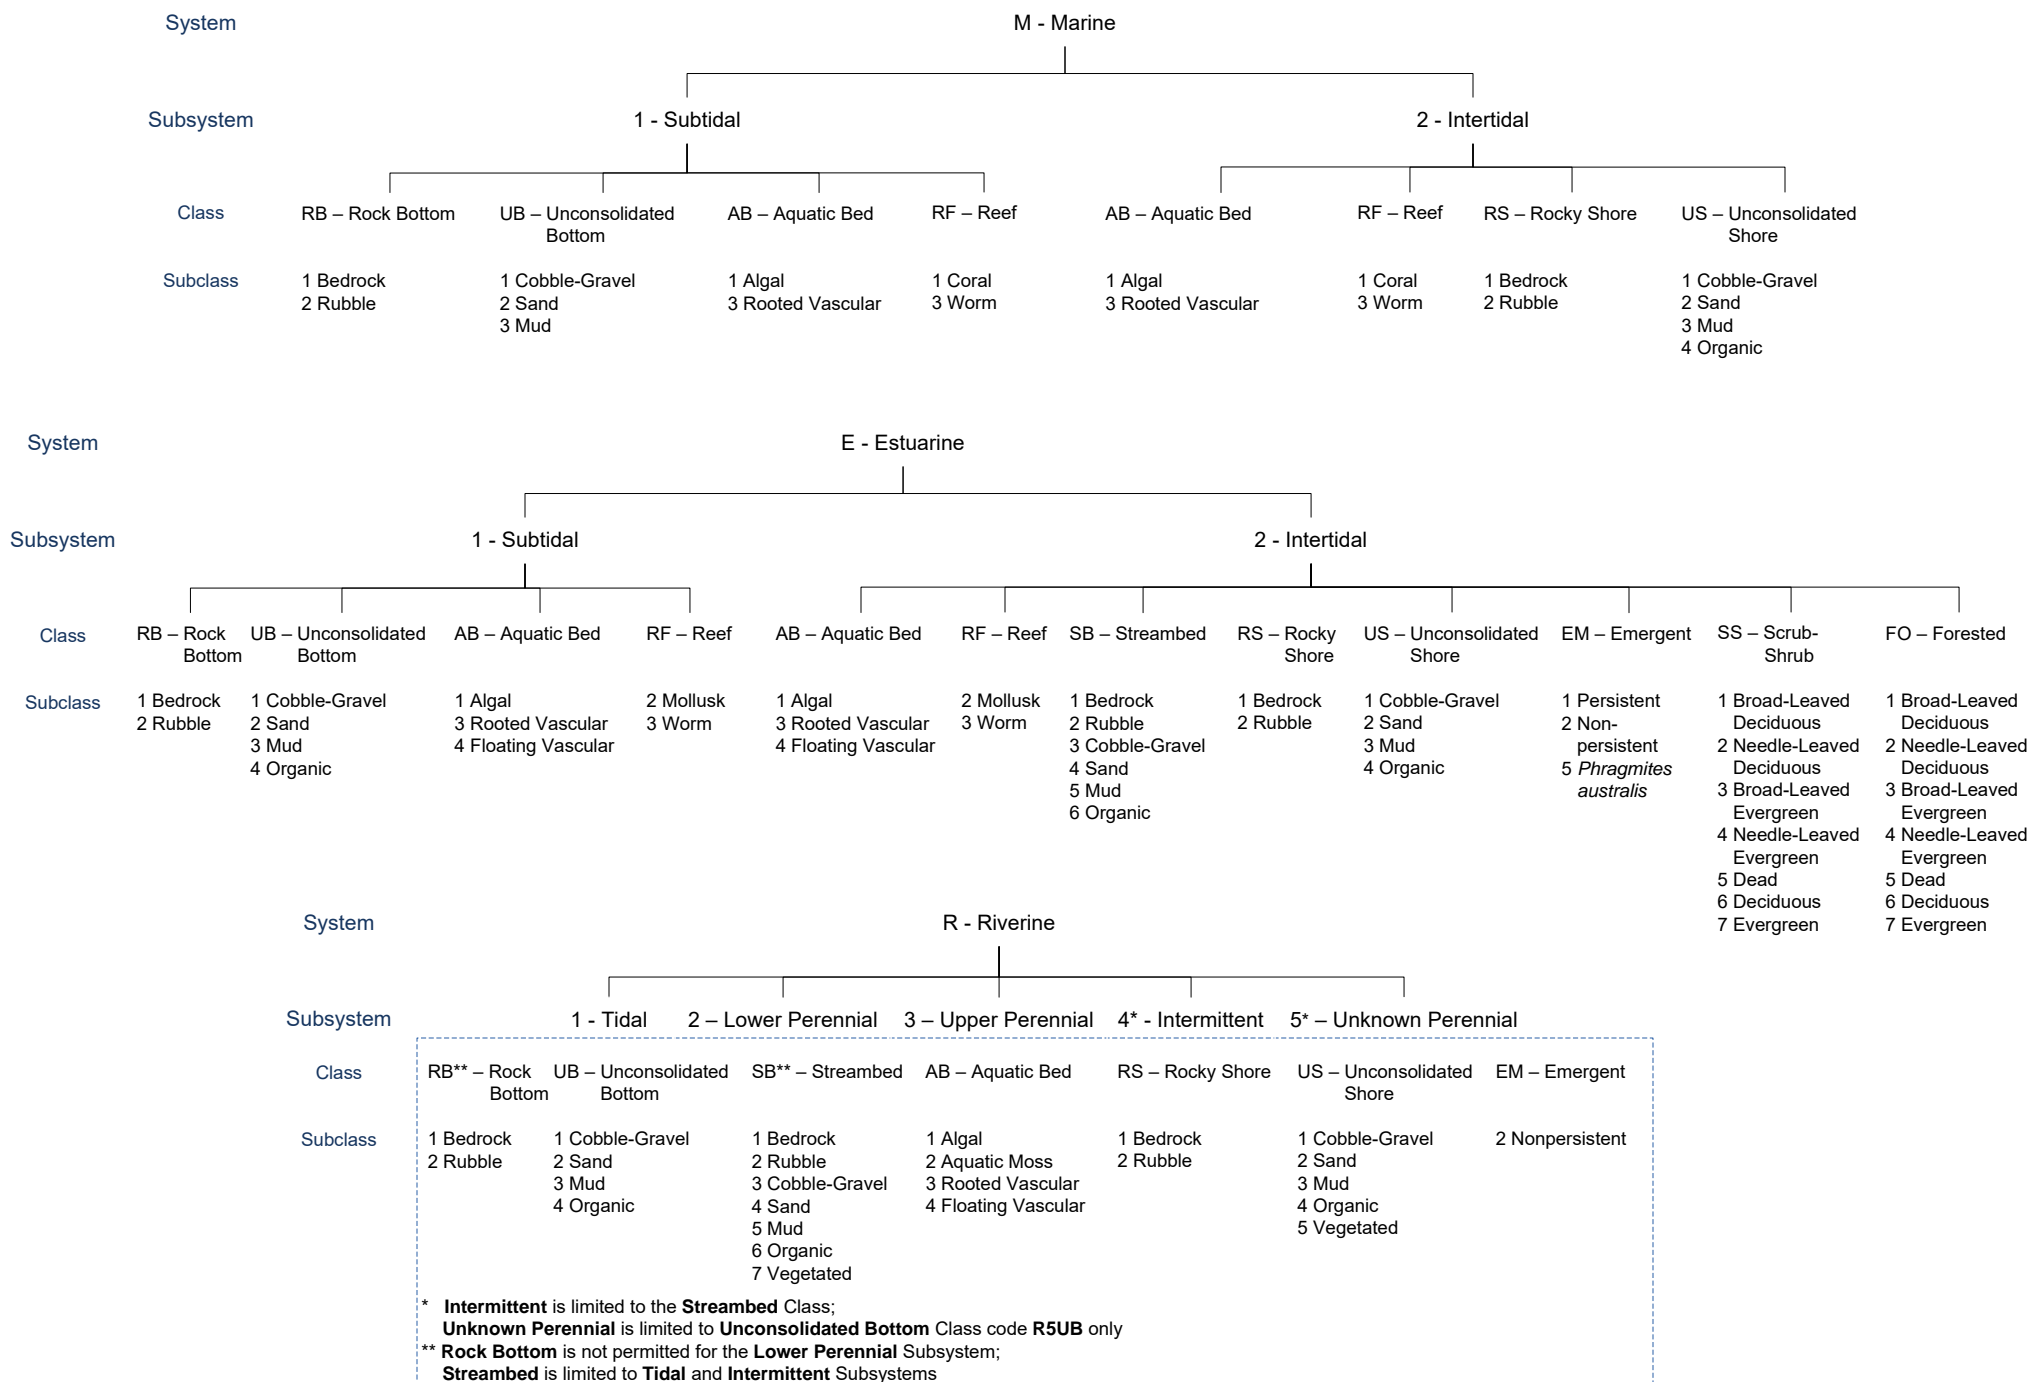 System M - Marine
Subsystem 1 - Subtidal 2 - Intertidal
Class RB – Rock Bottom UB – Unconsolidated AB – Aquatic Bed RF – Reef AB – Aquatic Bed RF – Reef RS – Rocky Shore US – Unconsolidated
Bottom Shore
Subclass 1 Bedrock 1 Cobble-Gravel 1 Algal 1 Coral 1 Algal 1 Coral 1 Bedrock 1 Cobble-Gravel
2 Rubble 2 Sand 3 Rooted Vascular 3 Worm 3 Rooted Vascular 3 Worm 2 Rubble 2 Sand
3 Mud 3 Mud
4 Organic
System E - Estuarine
Subsystem 1 - Subtidal 2 - Intertidal
Class RB – Rock UB – Unconsolidated AB – Aquatic Bed RF – Reef AB – Aquatic Bed RF – Reef SB – Streambed RS – Rocky US – Unconsolidated EM – Emergent SS – Scrub- FO – Forested
Bottom Bottom Shore Shore Shrub
Subclass 1 Bedrock 1 Cobble-Gravel 1 Algal 2 Mollusk 1 Algal 2 Mollusk 1 Bedrock 1 Bedrock 1 Cobble-Gravel 1 Persistent 1 Broad-Leaved 1 Broad-Leaved
2 Rubble 2 Sand 3 Rooted Vascular 3 Worm 3 Rooted Vascular 3 Worm 2 Rubble 2 Rubble 2 Sand 2 Non- Deciduous Deciduous
3 Mud 4 Floating Vascular 4 Floating Vascular 3 Cobble-Gravel 3 Mud persistent 2 Needle-Leaved 2 Needle-Leaved
4 Organic 4 Sand 4 Organic 5 Phragmites Deciduous Deciduous
5 Mud australis 3 Broad-Leaved 3 Broad-Leaved
6 Organic Evergreen Evergreen
4 Needle-Leaved 4 Needle-Leaved
Evergreen Evergreen
5 Dead 5 Dead
6 Deciduous 6 Deciduous
7 Evergreen 7 Evergreen
System R - Riverine
Subsystem 1 - Tidal 2 – Lower Perennial 3 – Upper Perennial 4* - Intermittent 5* – Unknown Perennial
Class RB** – Rock UB – Unconsolidated SB** – Streambed AB – Aquatic Bed RS – Rocky Shore US – Unconsolidated EM – Emergent
Bottom Bottom Shore
Subclass 1 Bedrock 1 Cobble-Gravel 1 Bedrock 1 Algal 1 Bedrock 1 Cobble-Gravel 2 Nonpersistent
2 Rubble 2 Sand 2 Rubble 2 Aquatic Moss 2 Rubble 2 Sand
3 Mud 3 Cobble-Gravel 3 Rooted Vascular 3 Mud
4 Organic 4 Sand 4 Floating Vascular 4 Organic
5 Mud 5 Vegetated
6 Organic
7 Vegetated
* Intermittent is limited to the Streambed Class;
Unknown Perennial is limited to Unconsolidated Bottom Class code R5UB only
** Rock Bottom is not permitted for the Lower Perennial Subsystem;
Streambed is limited to Tidal and Intermittent Subsystems